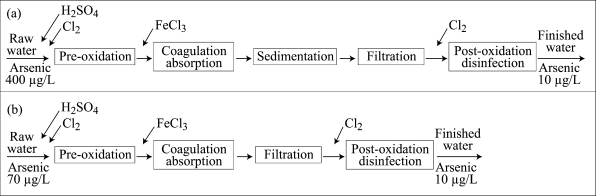 (a)
H₂SO₄
Cl₂
FeCl₃
Cl₂
Raw
water
Arsenic
400 µg/L
Pre-oxidation
Coagulation
absorption
Sedimentation
Filtration
Post-oxidation
disinfection
Finished
water
Arsenic
10 µg/L
(b)
H₂SO₄
Cl₂
FeCl₃
Cl₂
Raw
water
Arsenic
70 µg/L
Pre-oxidation
Coagulation
absorption
Filtration
Post-oxidation
disinfection
Finished
water
Arsenic
10 µg/L